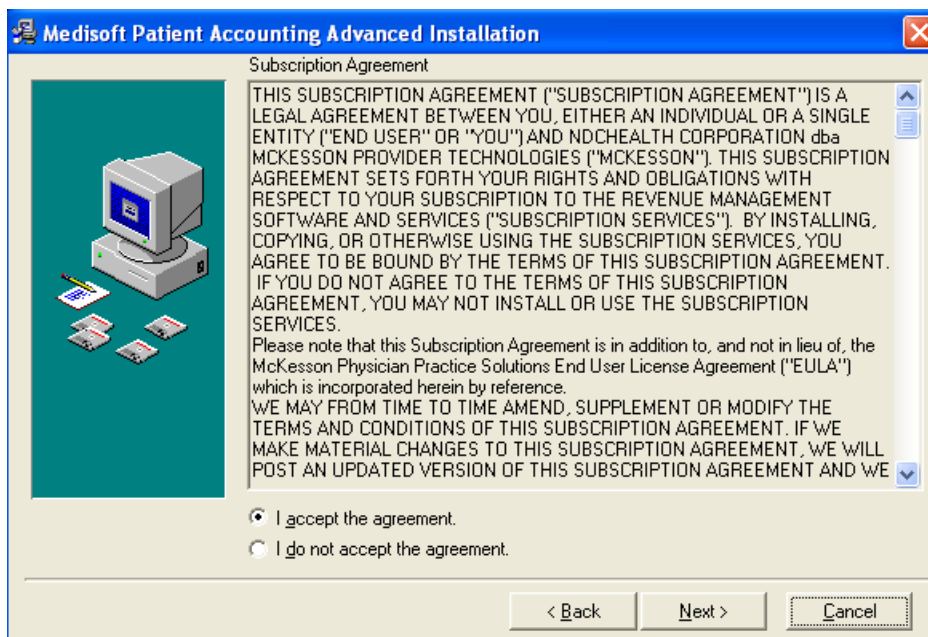 Medisoft Patient Accounting Advanced Installation
Subscription Agreement
THIS SUBSCRIPTION AGREEMENT ("SUBSCRIPTION AGREEMENT") IS A
LEGAL AGREEMENT BETWEEN YOU, EITHER AN INDIVIDUAL OR A SINGLE
ENTITY ("END USER" OR "YOU") AND NDCHEALTH CORPORATION dba
MCKESSON PROVIDER TECHNOLOGIES ("MCKESSON"). THIS SUBSCRIPTION
AGREEMENT SETS FORTH YOUR RIGHTS AND OBLIGATIONS WITH
RESPECT TO YOUR SUBSCRIPTION TO THE REVENUE MANAGEMENT
SOFTWARE AND SERVICES ("SUBSCRIPTION SERVICES"). BY INSTALLING,
COPYING, OR OTHERWISE USING THE SUBSCRIPTION SERVICES, YOU
AGREE TO BE BOUND BY THE TERMS OF THIS SUBSCRIPTION AGREEMENT.
IF YOU DO NOT AGREE TO THE TERMS OF THIS SUBSCRIPTION
AGREEMENT, YOU MAY NOT INSTALL OR USE THE SUBSCRIPTION
SERVICES.
Please note that this Subscription Agreement is in addition to, and not in lieu of, the
McKesson Physician Practice Solutions End User License Agreement ("EULA")
which is incorporated herein by reference.
WE MAY FROM TIME TO TIME AMEND, SUPPLEMENT OR MODIFY THE
TERMS AND CONDITIONS OF THIS SUBSCRIPTION AGREEMENT. IF WE
MAKE MATERIAL CHANGES TO THIS SUBSCRIPTION AGREEMENT, WE WILL
POST AN UPDATED VERSION OF THIS SUBSCRIPTION AGREEMENT AND WE
I accept the agreement.
I do not accept the agreement.
< Back
Next >
Cancel